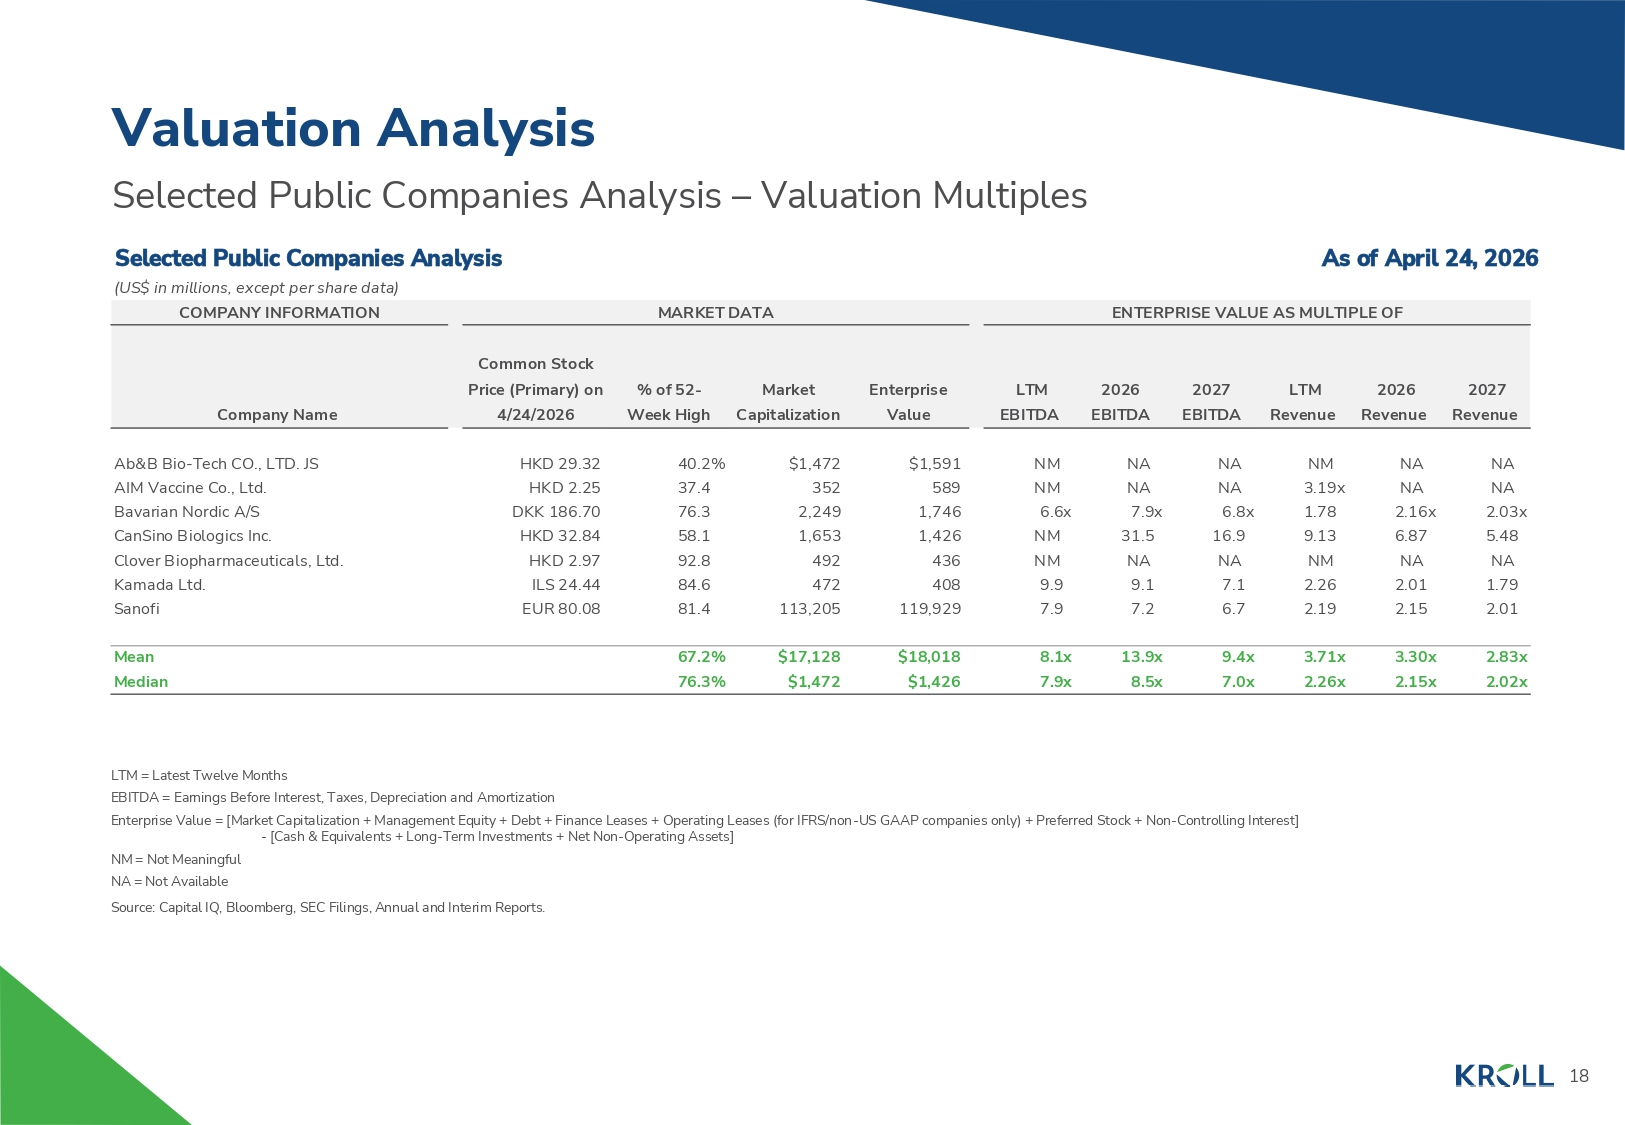 Valuation Analysis
Selected Public Companies Analysis – Valuation Multiples
Selected Public Companies Analysis As of April 24, 2026
(US$ in millions, except per share data)
COMPANY INFORMATION MARKET DATA ENTERPRISE VALUE AS MULTIPLE OF
Common Stock
Price (Primary) on % of 52- Market Enterprise LTM 2026 2027 LTM 2026 2027
Company Name 4/24/2026 Week High Capitalization Value EBITDA EBITDA EBITDA Revenue Revenue Revenue
Ab&B Bio-Tech CO., LTD. JS HKD 29.32 40.2% $1,472 $1,591 NM NA NA NM NA NA
AIM Vaccine Co., Ltd. HKD 2.25 37.4 352 589 NM NA NA 3.19x NA NA
Bavarian Nordic A/S DKK 186.70 76.3 2,249 1,746 6.6x 7.9x 6.8x 1.78 2.16x 2.03x
CanSino Biologics Inc. HKD 32.84 58.1 1,653 1,426 NM 31.5 16.9 9.13 6.87 5.48
Clover Biopharmaceuticals, Ltd. HKD 2.97 92.8 492 436 NM NA NA NM NA NA
Kamada Ltd. ILS 24.44 84.6 472 408 9.9 9.1 7.1 2.26 2.01 1.79
Sanofi EUR 80.08 81.4 113,205 119,929 7.9 7.2 6.7 2.19 2.15 2.01
Mean 67.2% $17,128 $18,018 8.1x 13.9x 9.4x 3.71x 3.30x 2.83x
Median 76.3% $1,472 $1,426 7.9x 8.5x 7.0x 2.26x 2.15x 2.02x
LTM = Latest Twelve Months
EBITDA = Earnings Before Interest, Taxes, Depreciation and Amortization
Enterprise Value = [Market Capitalization + Management Equity + Debt + Finance Leases + Operating Leases (for IFRS/non-US GAAP companies only) + Preferred Stock + Non-Controlling Interest]
- [Cash & Equivalents + Long-Term Investments + Net Non-Operating Assets]
NM = Not Meaningful
NA = Not Available
Source: Capital IQ, Bloomberg, SEC Filings, Annual and Interim Reports.
KROLL 18